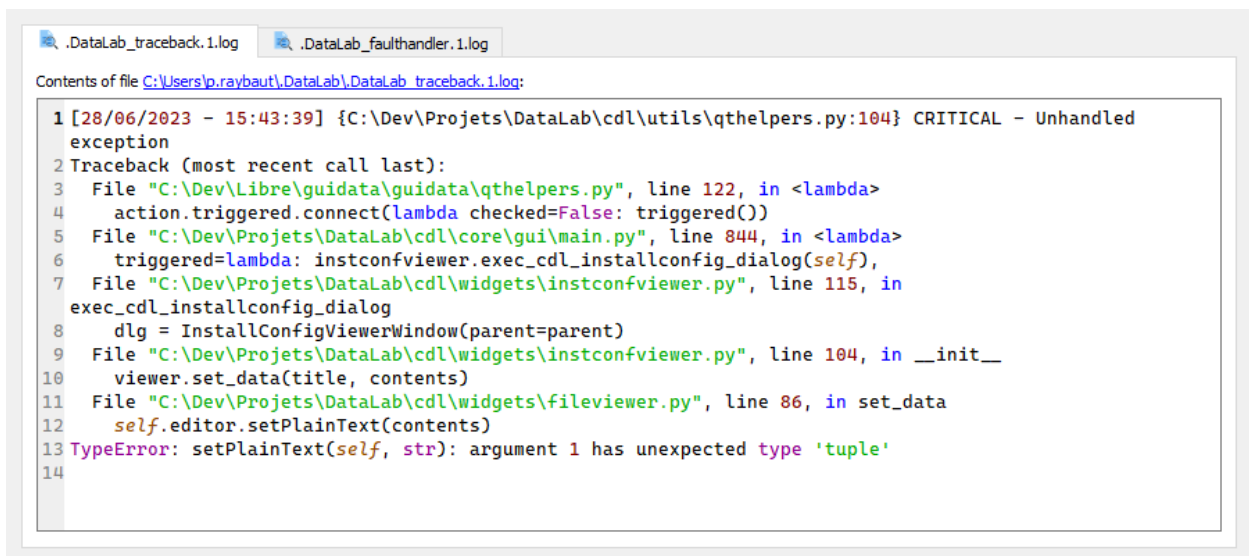 .DataLab_traceback.1.log .DataLab_faulthandler.1.log
Contents of file C:\Users\p.raybaut\.DataLab\.DataLab_traceback.1.log:
1 [28/06/2023 - 15:43:39] {C:\Dev\Projets\DataLab\cdl\utils\qthelpers.py:104} CRITICAL - Unhandled
exception
2 Traceback (most recent call last):
3   File "C:\Dev\Libre\guidata\guidata\qthelpers.py", line 122, in <lambda>
4     action.triggered.connect(lambda checked=False: triggered())
5   File "C:\Dev\Projets\DataLab\cdl\core\gui\main.py", line 844, in <lambda>
6     triggered=lambda: instconfviewer.exec_cdl_installconfig_dialog(self),
7   File "C:\Dev\Projets\DataLab\cdl\widgets\instconfviewer.py", line 115, in
exec_cdl_installconfig_dialog
8     dlg = InstallConfigViewerWindow(parent=parent)
9   File "C:\Dev\Projets\DataLab\cdl\widgets\instconfviewer.py", line 104, in __init__
10     viewer.set_data(title, contents)
11   File "C:\Dev\Projets\DataLab\cdl\widgets\fileviewer.py", line 86, in set_data
12     self.editor.setPlainText(contents)
13 TypeError: setPlainText(self, str): argument 1 has unexpected type 'tuple'
14